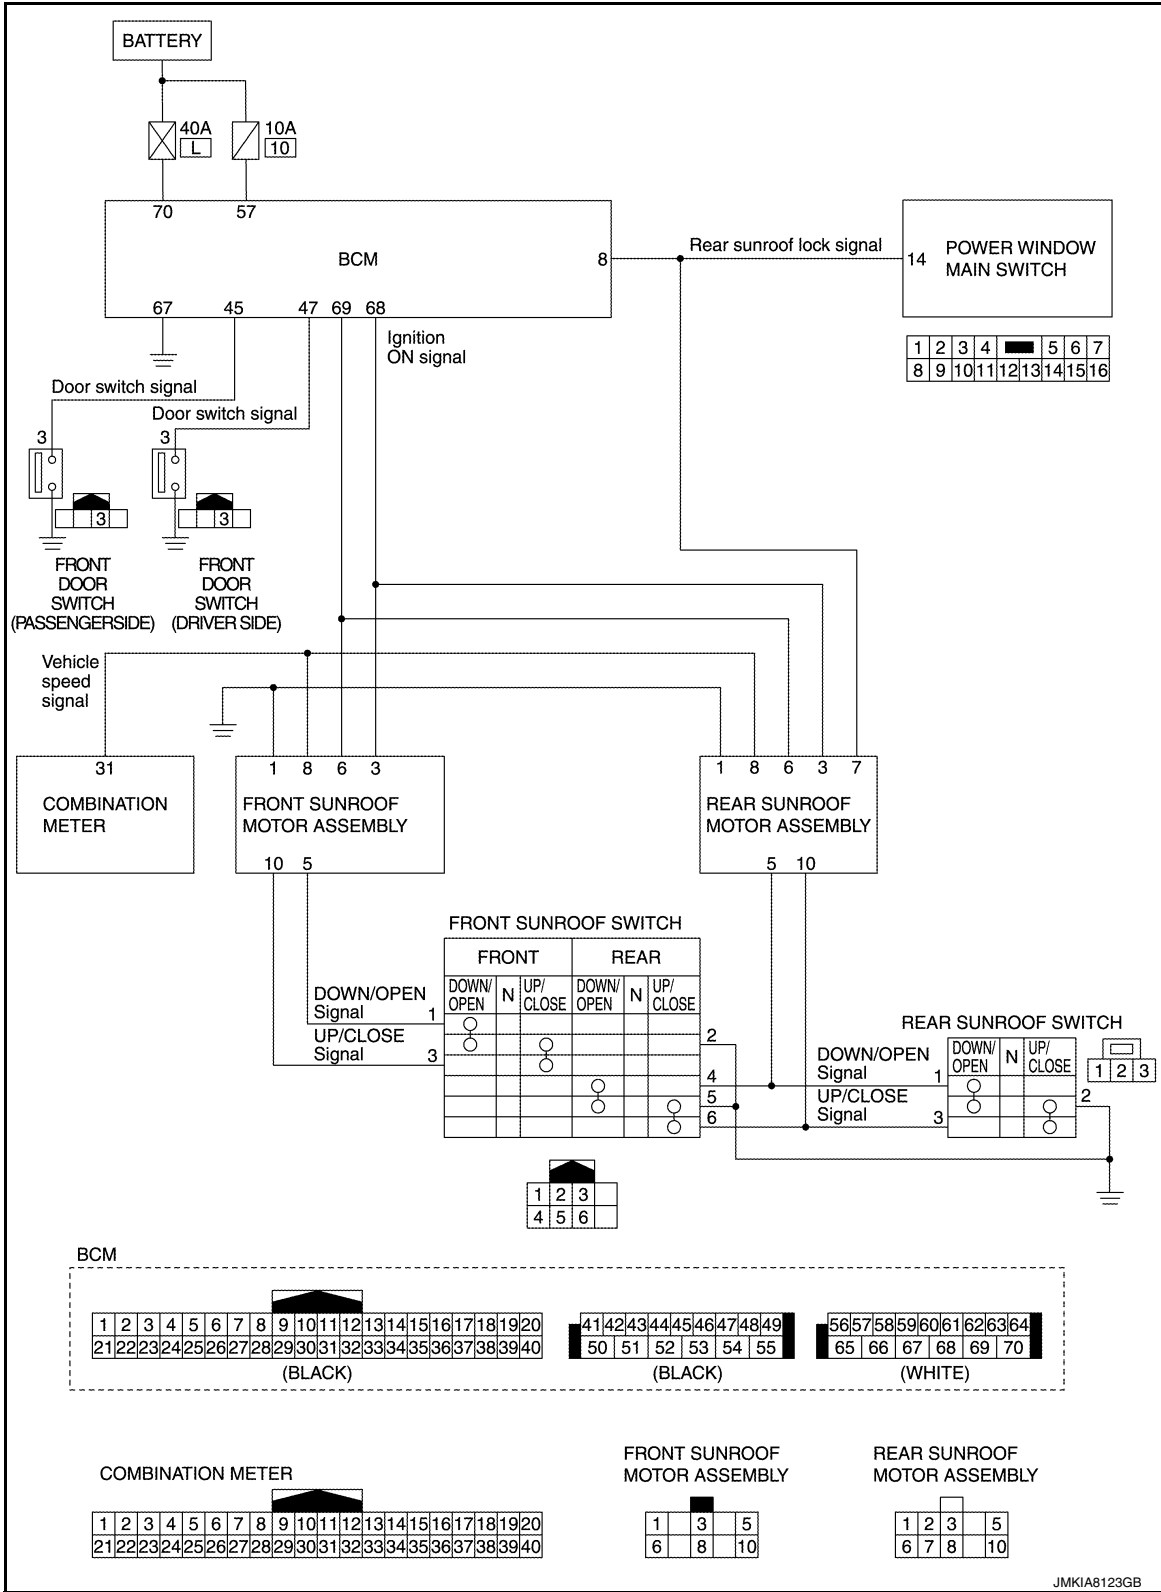 BATTERY
40A
L
10A
10
70 57
BCM
8
Rear sunroof lock signal
14
POWER WINDOW
MAIN SWITCH
67 45 47 69 68
Ignition
ON signal
1 2 3 4 5 6 7
8 9 10 11 12 13 14 15 16
Door switch signal
Door switch signal
3
3
3
3
FRONT
DOOR
SWITCH
(PASSENGERSIDE)
FRONT
DOOR
SWITCH
(DRIVER SIDE)
Vehicle
speed
signal
31
COMBINATION
METER
1 8 6 3
FRONT SUNROOF
MOTOR ASSEMBLY
10 5
1 8 6 3 7
REAR SUNROOF
MOTOR ASSEMBLY
5 10
FRONT SUNROOF SWITCH
FRONT REAR
DOWN/
OPEN
N
UP/
CLOSE
DOWN/
OPEN
N
UP/
CLOSE
DOWN/OPEN
Signal
1
UP/CLOSE
Signal
3
2
4
5
6
REAR SUNROOF SWITCH
DOWN/OPEN
Signal
1
UP/CLOSE
Signal
3
DOWN/
OPEN
N
UP/
CLOSE
2
1 2 3
1 2 3
4 5 6
BCM
1 2 3 4 5 6 7 8 9 10 11 12 13 14 15 16 17 18 19 20
21 22 23 24 25 26 27 28 29 30 31 32 33 34 35 36 37 38 39 40
(BLACK)
41 42 43 44 45 46 47 48 49
50 51 52 53 54 55
(BLACK)
56 57 58 59 60 61 62 63 64
65 66 67 68 69 70
(WHITE)
COMBINATION METER
1 2 3 4 5 6 7 8 9 10 11 12 13 14 15 16 17 18 19 20
21 22 23 24 25 26 27 28 29 30 31 32 33 34 35 36 37 38 39 40
FRONT SUNROOF
MOTOR ASSEMBLY
1 3 5
6 8 10
REAR SUNROOF
MOTOR ASSEMBLY
1 2 3 5
6 7 8 10
JMKIA8123GB